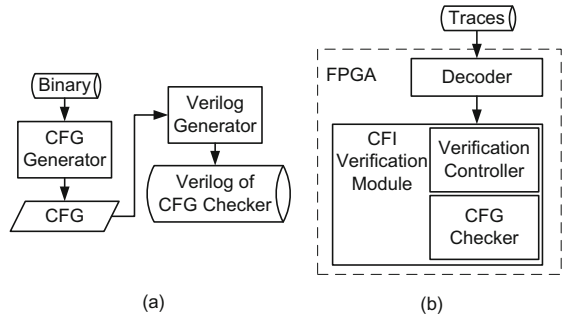 Binary
CFG
Generator
CFG
Verilog
Generator
Verilog of
CFG Checker
(a)
Traces
FPGA
Decoder
CFI
Verification
Module
Verification
Controller
CFG
Checker
(b)